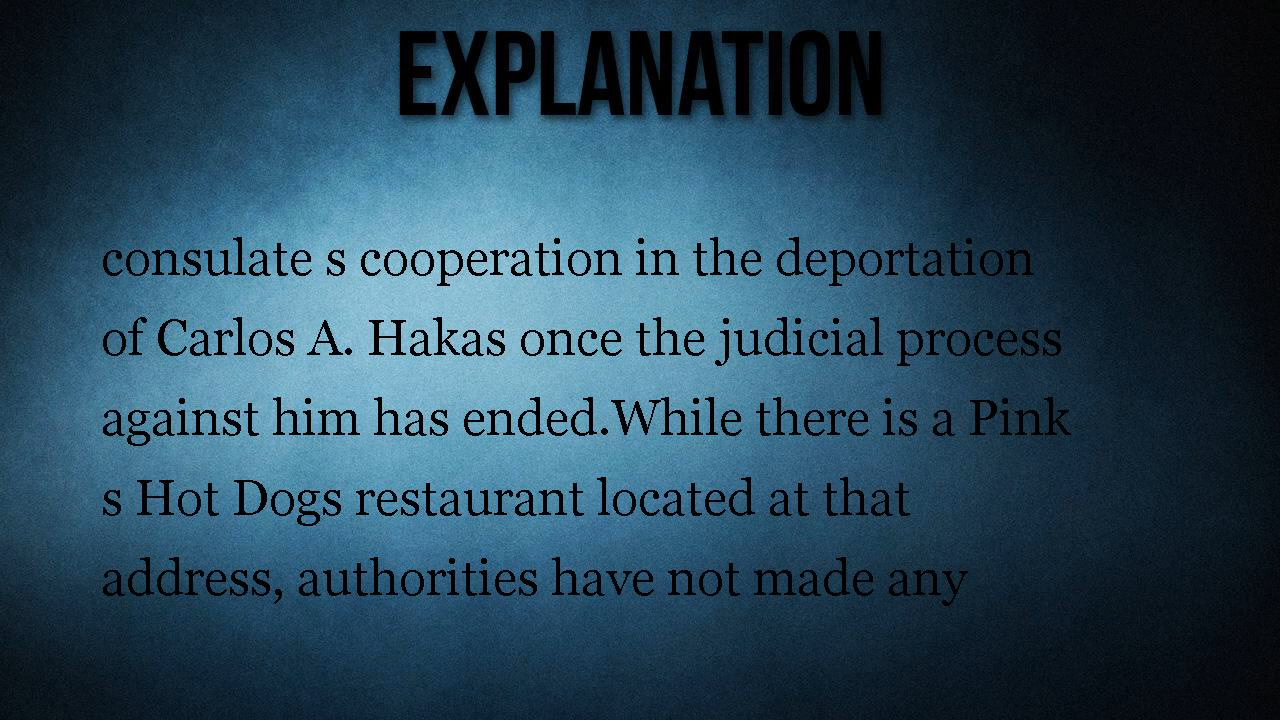 EXPLANATION
consulate s cooperation in the deportation
of Carlos A. Hakas once the judicial process
against him has ended.While there is a Pink
s Hot Dogs restaurant located at that
address, authorities have not made any